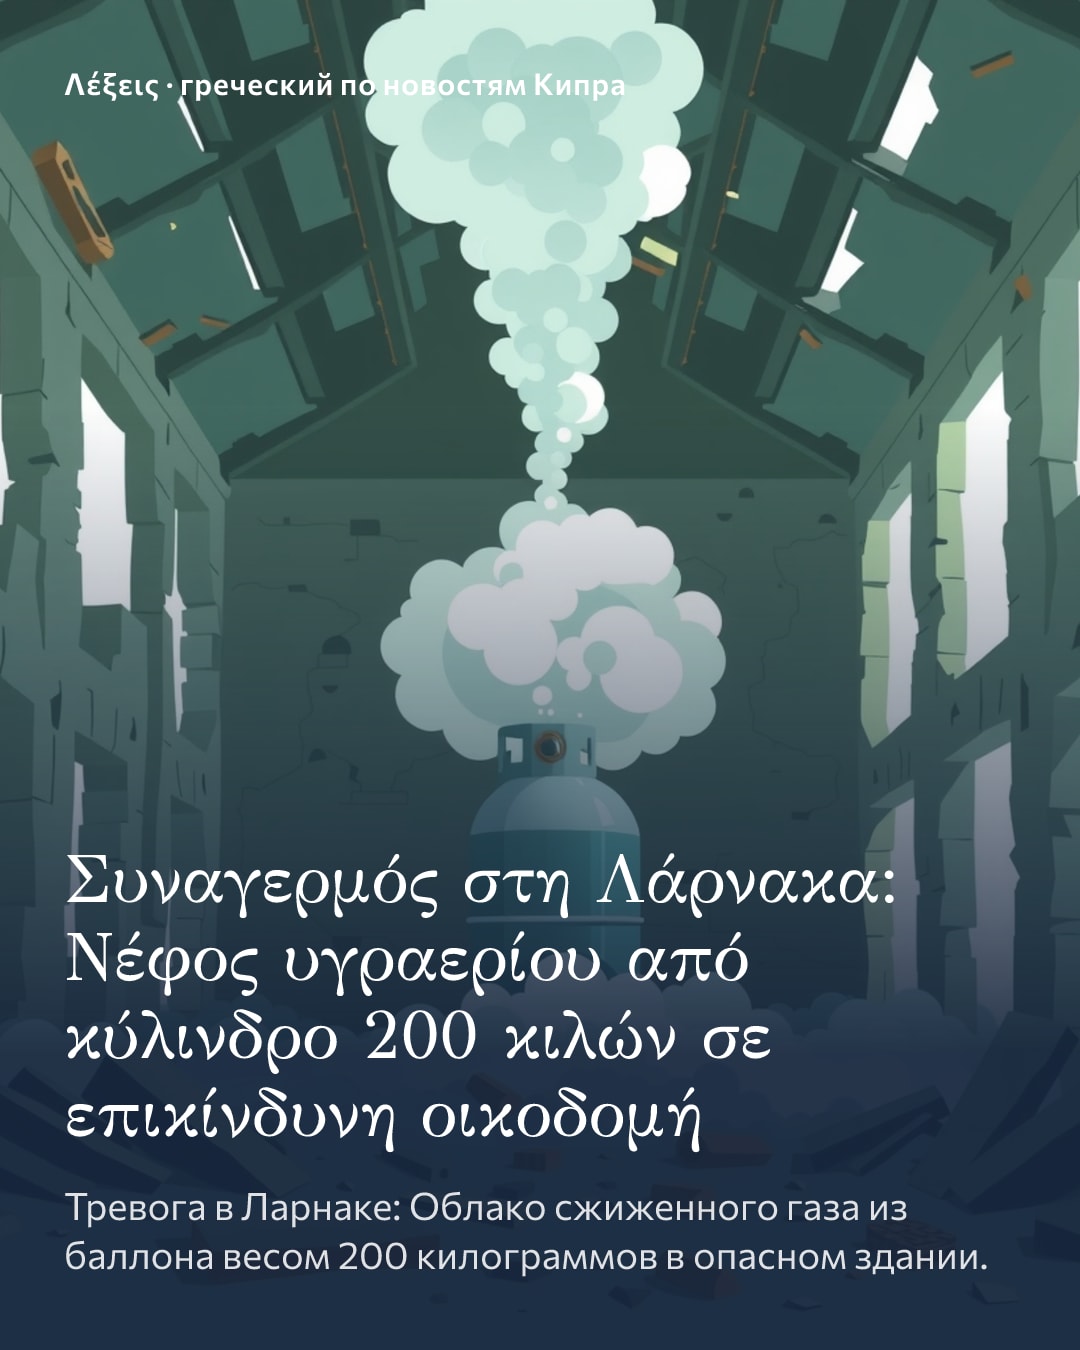 Λέξεις · греческий по новостям Кипра
Συναγερμός στη Λάρνακα:
Νέφος υγραερίου από
κύλινδρο 200 κιλών σε
επικίνδυνη οικοδομή
Тревога в Ларнаке: Облако сжиженного газа из
баллона весом 200 килограммов в опасном здании.